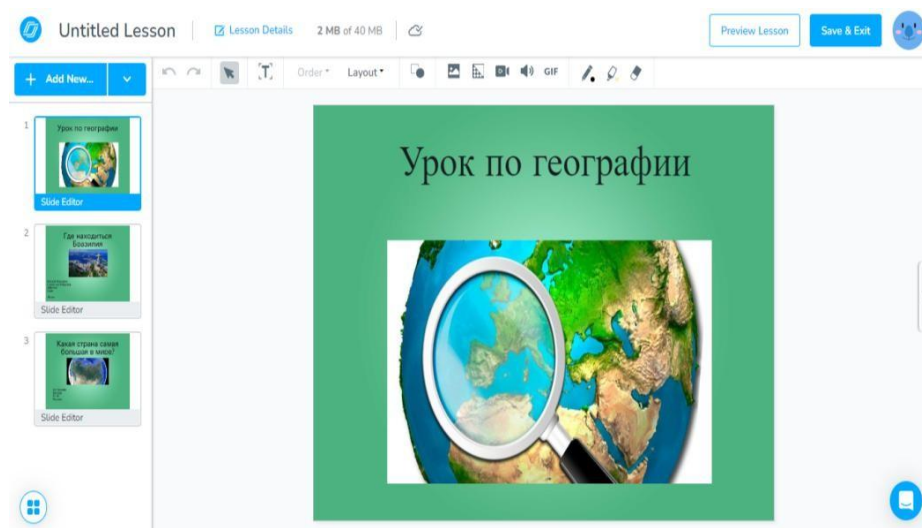 Untitled Lesson
Lesson Details
2 MB of 40 MB
Preview Lesson
Save & Exit
+ Add New...
Order
Layout
GIF
1
Урок по географии
Slide Editor
2
Где находиться
Бразилия
Slide Editor
3
Какая страна самая
большая в мире?
Slide Editor
Урок по географии